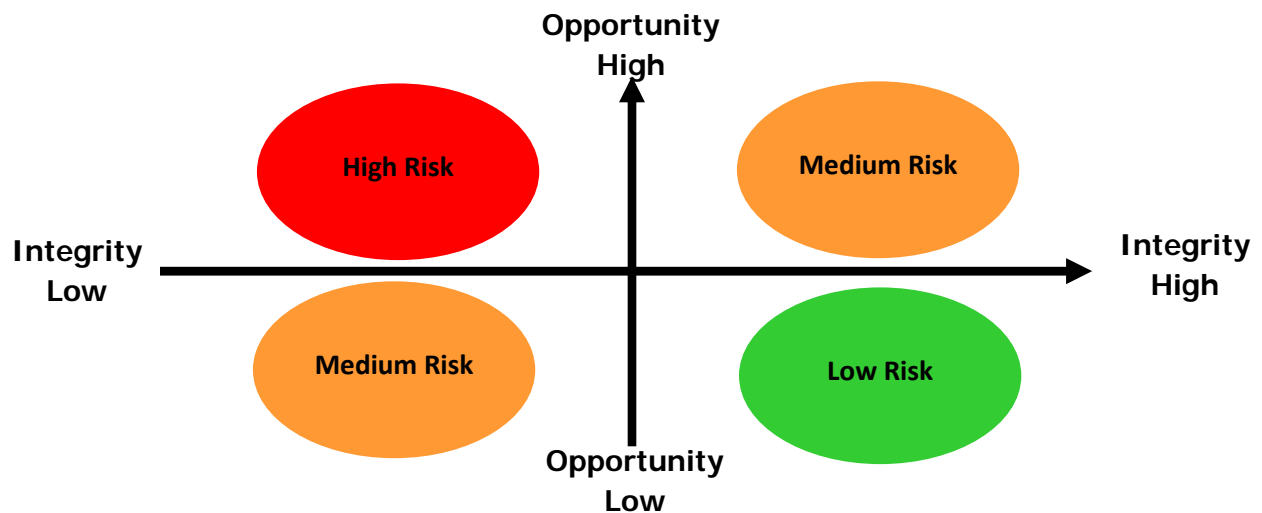 Opportunity
High
High Risk
Medium Risk
Integrity
Low
Integrity
High
Medium Risk
Low Risk
Opportunity
Low